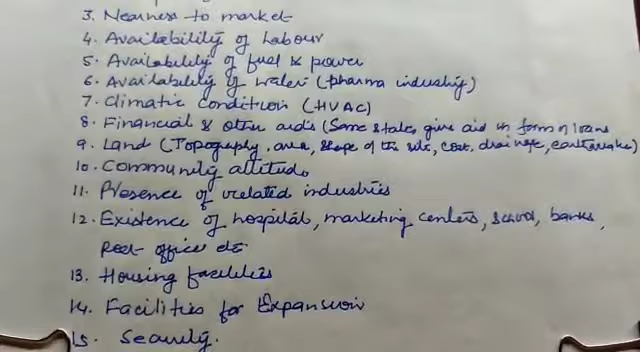 3. Nearness to market
4. Availability of Labour
5. Availability of fuel & power
6. Availability of water (pharma industry)
7. Climatic condition (HVAC)
8. Financial & other aids (Some states give aid in form of loans
9. Land (Topography, area, shape of the site, cost, drainage, earthquake)
10. Community attitude
11. Presence of related industries
12. Existence of hospital, marketing centers, school, banks,
Post office etc
13. Housing facilities
14. Facilities for Expansion
15. Security.